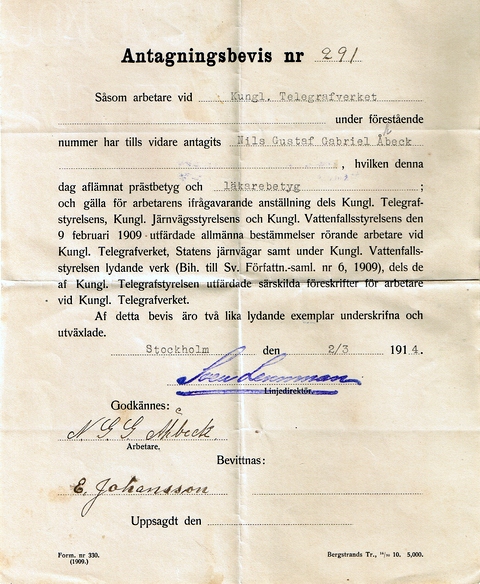 Antagningsbevis nr 291
Såsom arbetare vid Kungl. Telegrafverket
under förestående
nummer har tills vidare antagits Nils Gustaf Gabriel Åbeck
h
, hvilken denna
dag aflämnat prästbetyg och läkarebetyg ;
och gälla för arbetarens ifrågavarande anställning dels Kungl. Telegraf-
styrelsens, Kungl. Järnvägsstyrelsens och Kungl. Vattenfallsstyrelsens den
9 februari 1909 utfärdade allmänna bestämmelser rörande arbetare vid
Kungl. Telegrafverket, Statens järnvägar samt under Kungl. Vattenfalls-
styrelsen lydande verk (Bih. till Sv. Författn.-saml. nr 6, 1909), dels de
af Kungl. Telegrafstyrelsen utfärdade särskilda föreskrifter för arbetare
vid Kungl. Telegrafverket.
Af detta bevis äro två lika lydande exemplar underskrifna och
utväxlade.
Stockholm den 2/3 1914.
Sven
Linjedirektör.
Godkännes:
N G G Åhbeck
Arbetare.
Bevittnas:
E. Johansson
Uppsagdt den
Form. nr 330.
(1909.)
Bergstrands Tr., 10. 5,000.